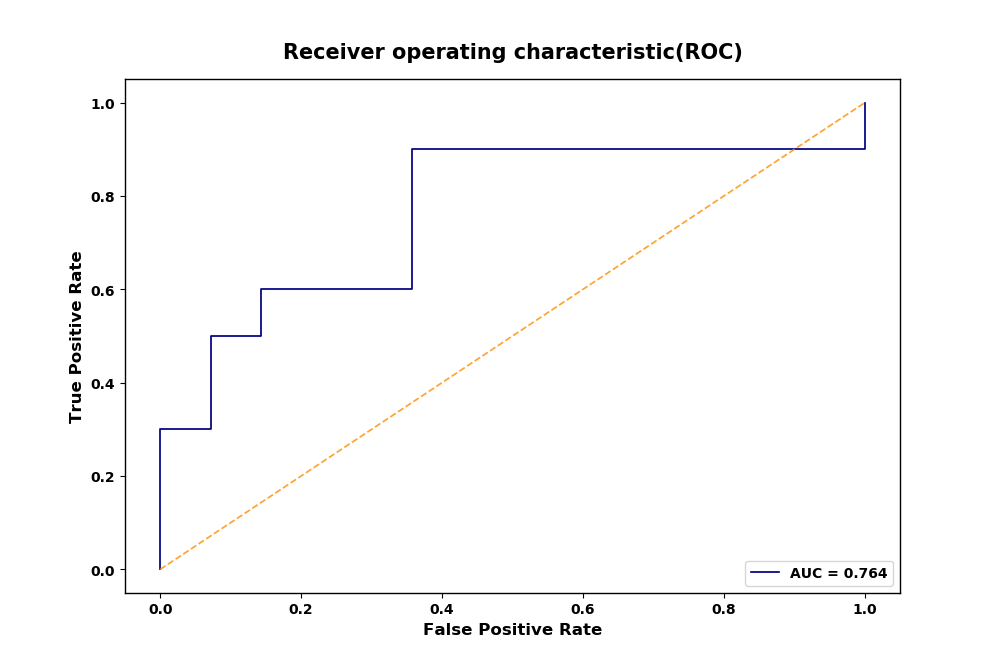 Receiver operating characteristic(ROC)
1.0
0.8
0.6
0.4
0.2
0.0
True Positive Rate
0.0 0.2 0.4 0.6 0.8 1.0
False Positive Rate
AUC = 0.764